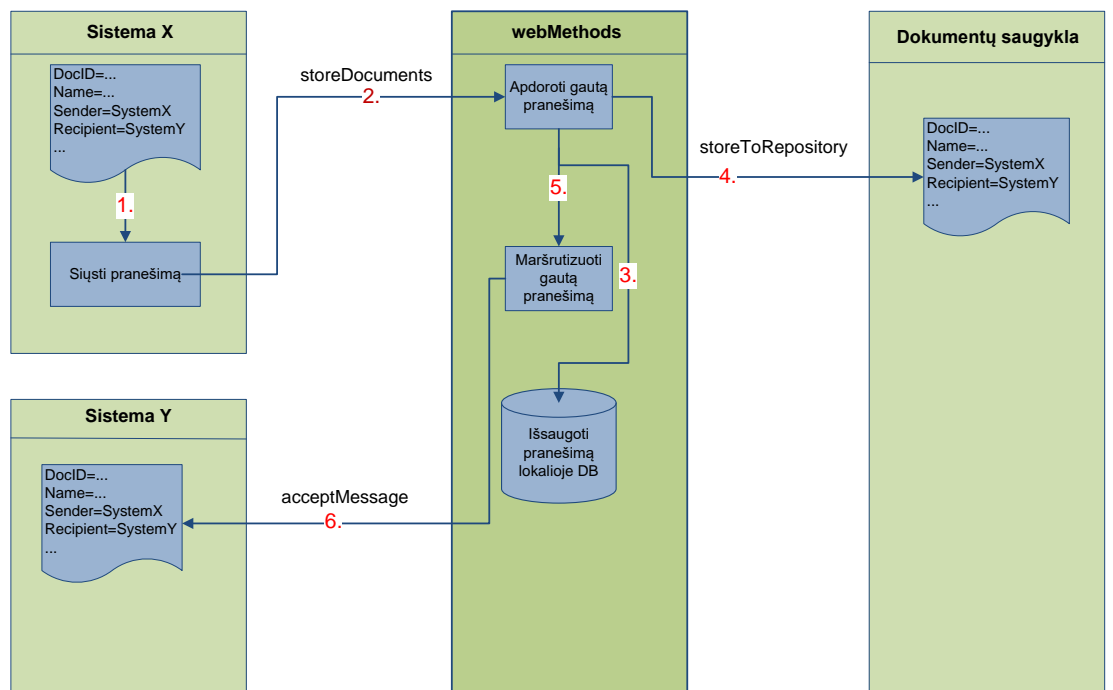 Sistema X
DocID=...
Name=...
Sender=SystemX
Recipient=SystemY
...
1.
Siųsti pranešimą
storeDocuments
2.
webMethods
Apdoroti gautą
pranešimą
5.
Maršrutizuoti
gautą
pranešimą
3.
Išsaugoti
pranešimą
lokalioje DB
storeToRepository
4.
Dokumentų saugykla
DocID=...
Name=...
Sender=SystemX
Recipient=SystemY
...
Sistema Y
DocID=...
Name=...
Sender=SystemX
Recipient=SystemY
...
acceptMessage
6.